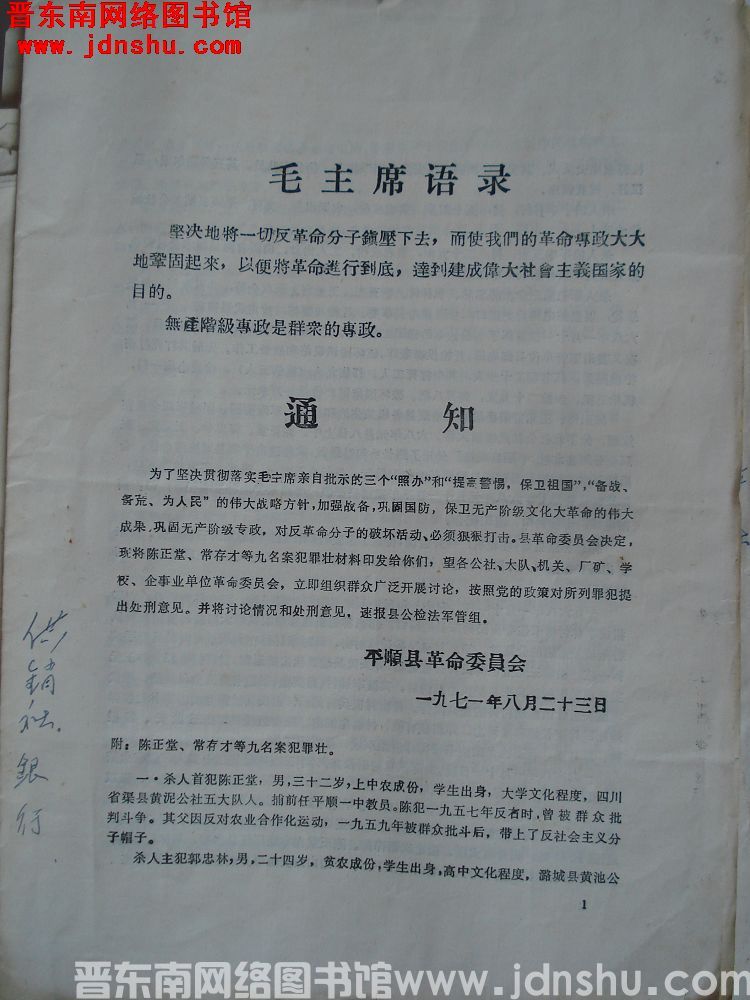 晋东南网络图书馆
www.jdnshu.com
毛主席语录
堅决地將一切反革命分子鎭壓下去，而使我們的革命專政大大
地鞏固起來，以便將革命進行到底，達到建成偉大社會主義国家的
目的。
無產階級專政是群衆的專政。
通知
为了坚决贯彻落实毛主席亲自批示的三个“照办”和“提高警惕，保卫祖国”，“备战、
备荒、为人民”的伟大战略方针，加强战备，巩固国防，保卫无产阶级文化大革命的伟大
成果，巩固无产阶级专政，对反革命分子的破坏活动、必须狠狠打击。县革命委员会决定，
现将陈正堂、常存才等九名案犯罪壮材料印发给你们，望各公社、大队、机关、厂矿、学
校、企事业单位革命委员会，立即组织群众广泛开展讨论，按照党的政策对所列罪犯提
出处刑意见。并将讨论情况和处刑意见，速报县公检法军管组。
平順县革命委員会
一九七一年八月二十三日
附：陈正堂、常存才等九名案犯罪壮。
一·杀人首犯陈正堂，男，三十二岁，上中农成份，学生出身，大学文化程度，四川
省渠县黄泥公社五大队人。捕前任平顺一中教员。陈犯一九五七年反右时，曾被群众批
判斗争。其父因反对农业合作化运动，一九五九年被群众批斗后，带上了反社会主义分
子帽子。
杀人主犯郭忠林，男，二十四岁，贫农成份，学生出身，高中文化程度，潞城县黄池公
1
供銷社
銀行
晋东南网络图书馆www.jdnshu.com